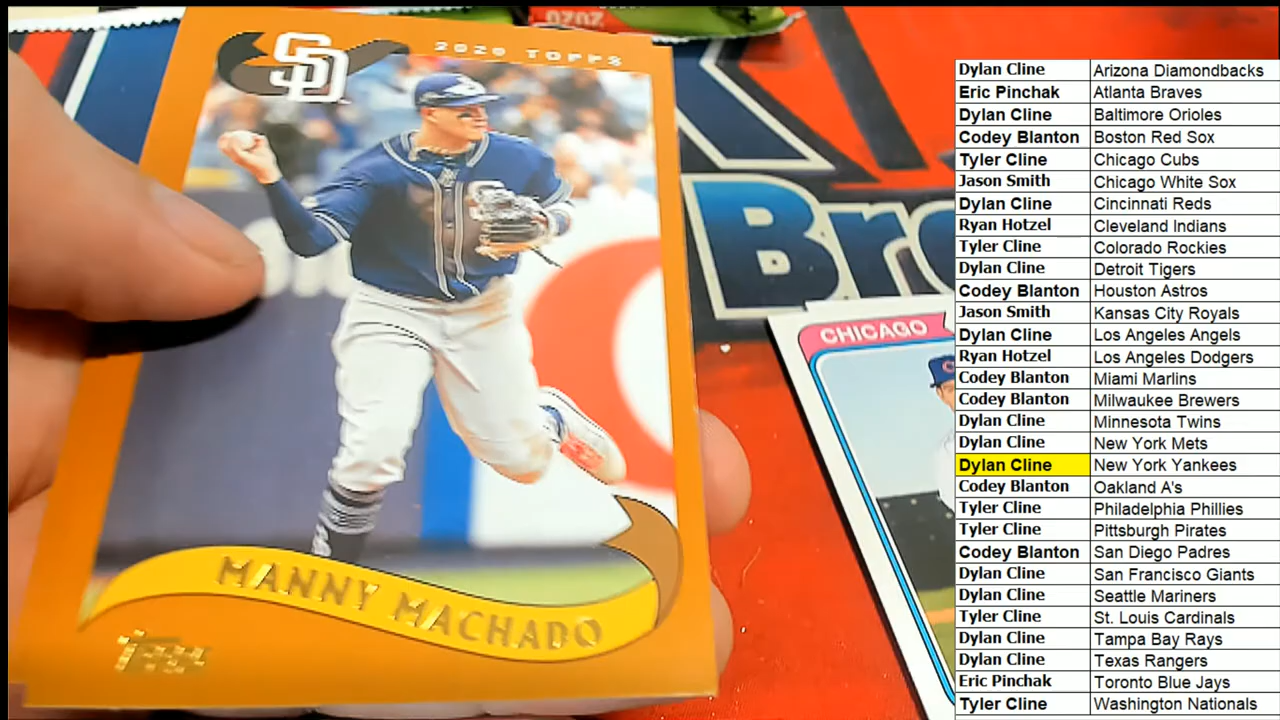 2020
SD
2020 TOPPS
MANNY MACHADO
Topps
Bre
CHICAGO
Dylan Cline Arizona Diamondbacks
Eric Pinchak Atlanta Braves
Dylan Cline Baltimore Orioles
Codey Blanton Boston Red Sox
Tyler Cline Chicago Cubs
Jason Smith Chicago White Sox
Dylan Cline Cincinnati Reds
Ryan Hotzel Cleveland Indians
Tyler Cline Colorado Rockies
Dylan Cline Detroit Tigers
Codey Blanton Houston Astros
Jason Smith Kansas City Royals
Dylan Cline Los Angeles Angels
Ryan Hotzel Los Angeles Dodgers
Codey Blanton Miami Marlins
Codey Blanton Milwaukee Brewers
Dylan Cline Minnesota Twins
Dylan Cline New York Mets
Dylan Cline New York Yankees
Codey Blanton Oakland A's
Tyler Cline Philadelphia Phillies
Tyler Cline Pittsburgh Pirates
Codey Blanton San Diego Padres
Dylan Cline San Francisco Giants
Dylan Cline Seattle Mariners
Tyler Cline St. Louis Cardinals
Dylan Cline Tampa Bay Rays
Dylan Cline Texas Rangers
Eric Pinchak Toronto Blue Jays
Tyler Cline Washington Nationals